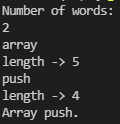 Number of words:
2
array
length -> 5
push
length -> 4
Array push.